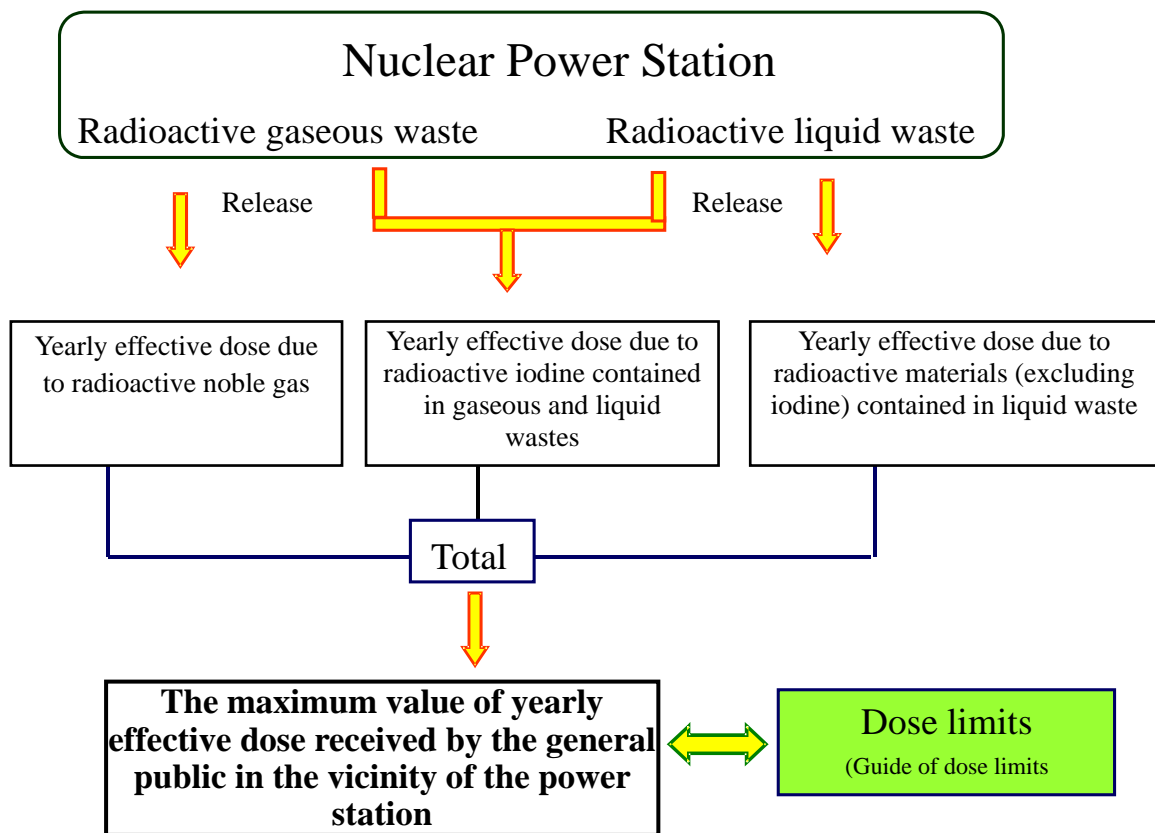 Nuclear Power Station
Radioactive gaseous waste
Radioactive liquid waste
Release
Release
Yearly effective dose due
to radioactive noble gas
Yearly effective dose due to
radioactive iodine contained
in gaseous and liquid
wastes
Yearly effective dose due to
radioactive materials (excluding
iodine) contained in liquid waste
Total
The maximum value of yearly
effective dose received by the general
public in the vicinity of the power
station
Dose limits
(Guide of dose limits